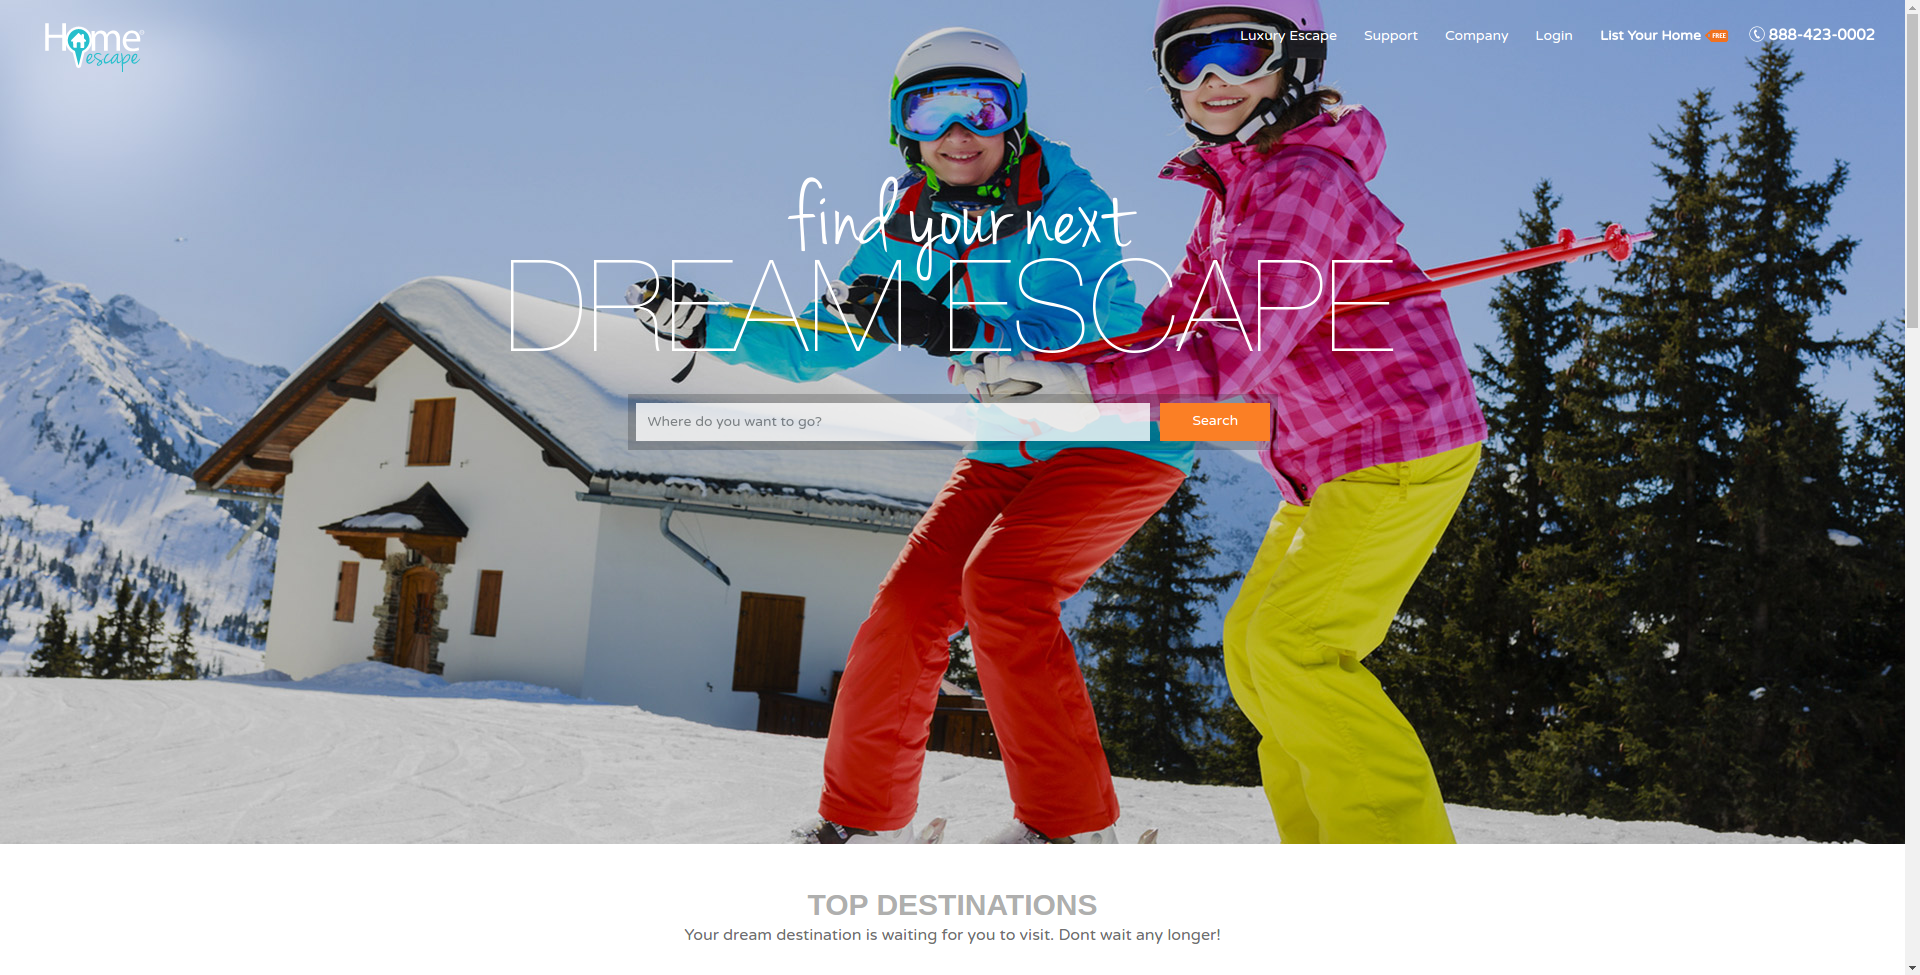 Home®
escape
Luxury Escape
Support
Company
Login
List Your Home FREE
888-423-0002
find your next
DREAM ESCAPE
Where do you want to go?
Search
TOP DESTINATIONS
Your dream destination is waiting for you to visit. Dont wait any longer!